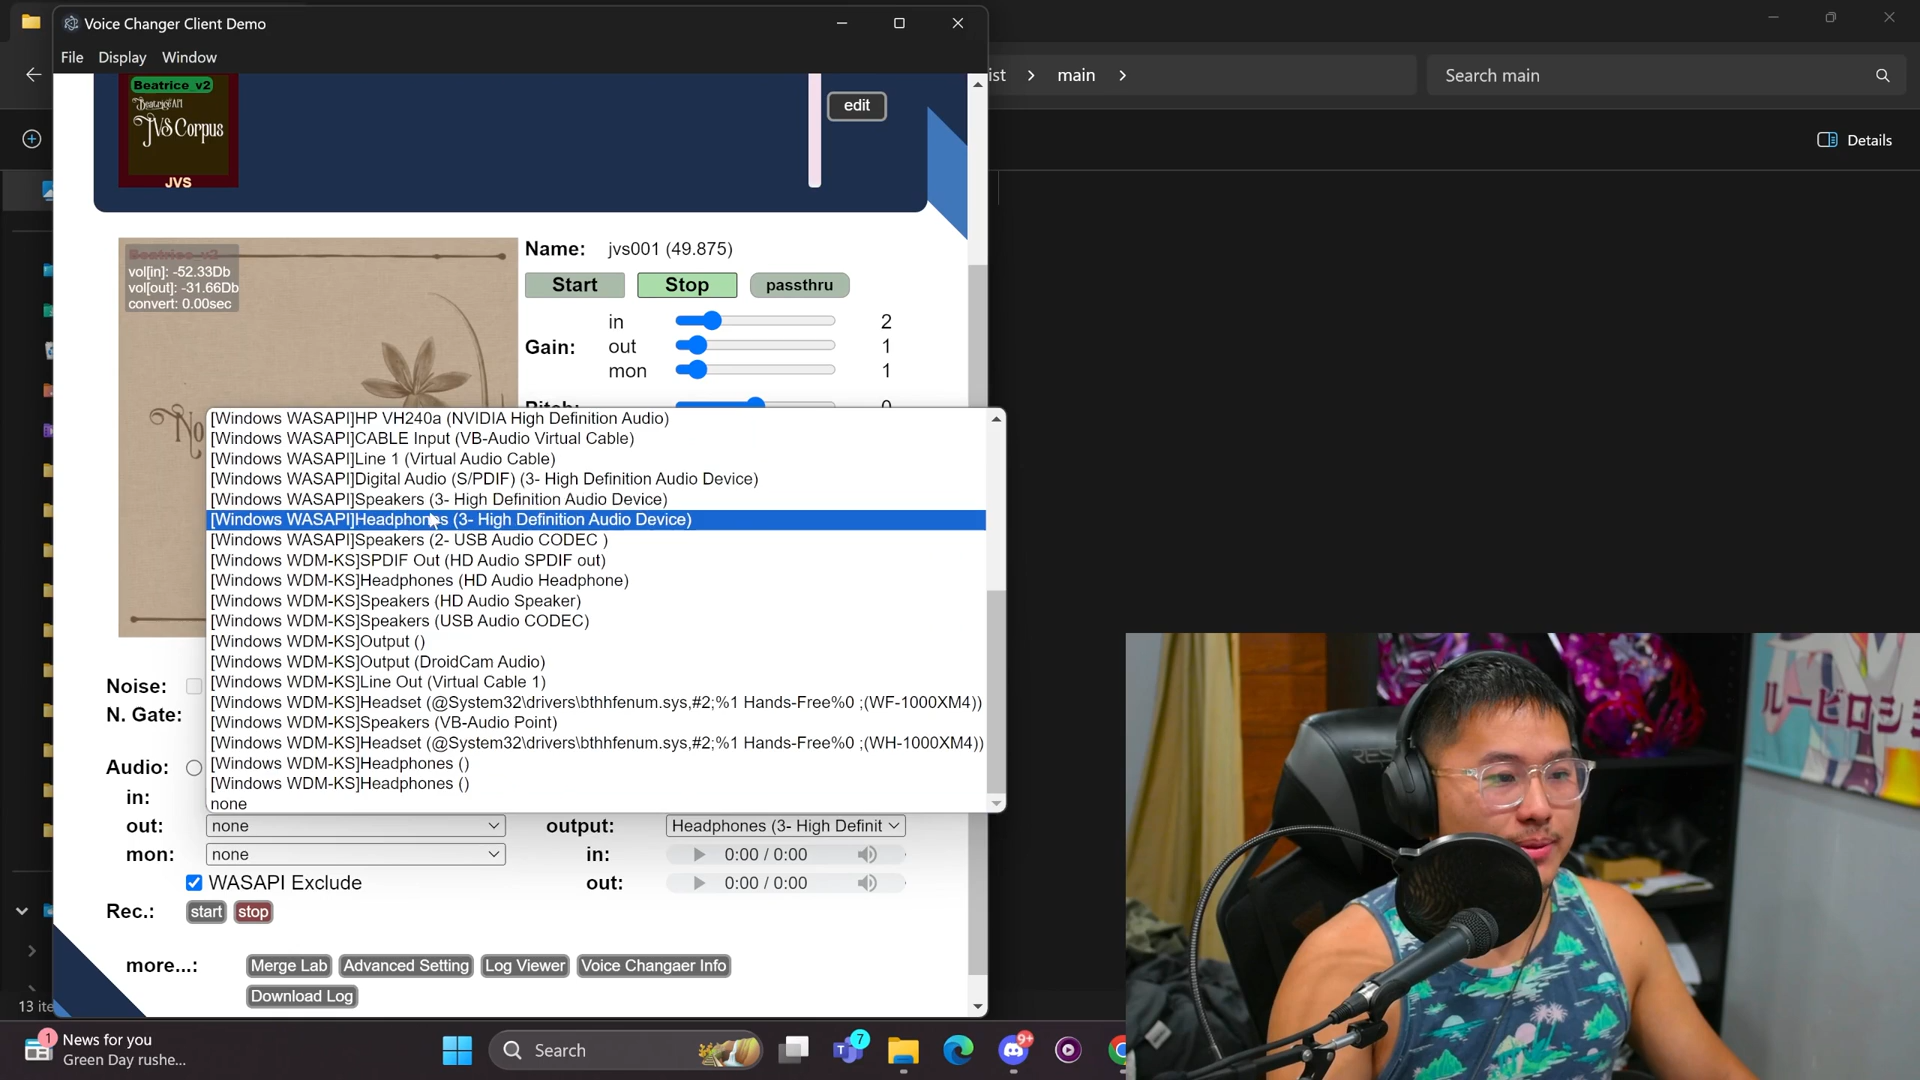 Voice Changer Client Demo
File Display Window
ist > main >
Search main
Details
Beatrice v2
JVS Corpus
JVS
edit
Name: jvs001 (49.875)
Beatrice v2
vol[in]: -52.33Db
vol[out]: -31.66Db
convert: 0.00sec
Start Stop passthru
Gain:
in 2
out 1
mon 1
Pitch: 0
No
[Windows WASAPI]HP VH240a (NVIDIA High Definition Audio)
[Windows WASAPI]CABLE Input (VB-Audio Virtual Cable)
[Windows WASAPI]Line 1 (Virtual Audio Cable)
[Windows WASAPI]Digital Audio (S/PDIF) (3- High Definition Audio Device)
[Windows WASAPI]Speakers (3- High Definition Audio Device)
[Windows WASAPI]Headphones (3- High Definition Audio Device)
[Windows WASAPI]Speakers (2- USB Audio CODEC )
[Windows WDM-KS]SPDIF Out (HD Audio SPDIF out)
[Windows WDM-KS]Headphones (HD Audio Headphone)
[Windows WDM-KS]Speakers (HD Audio Speaker)
[Windows WDM-KS]Speakers (USB Audio CODEC)
[Windows WDM-KS]Output ()
[Windows WDM-KS]Output (DroidCam Audio)
[Windows WDM-KS]Line Out (Virtual Cable 1)
[Windows WDM-KS]Headset (@System32\drivers\bthhfenum.sys,#2;%1 Hands-Free%0 ;(WF-1000XM4))
[Windows WDM-KS]Speakers (VB-Audio Point)
[Windows WDM-KS]Headset (@System32\drivers\bthhfenum.sys,#2;%1 Hands-Free%0 ;(WH-1000XM4))
[Windows WDM-KS]Headphones ()
[Windows WDM-KS]Headphones ()
none
Noise:
N. Gate:
Audio:
in:
out: none output: Headphones (3- High Definit
mon: none in: 0:00 / 0:00
WASAPI Exclude out: 0:00 / 0:00
Rec.: start stop
more...: Merge Lab Advanced Setting Log Viewer Voice Changaer Info
Download Log
13 ite
1 News for you
Green Day rushe...
Search
7
9+